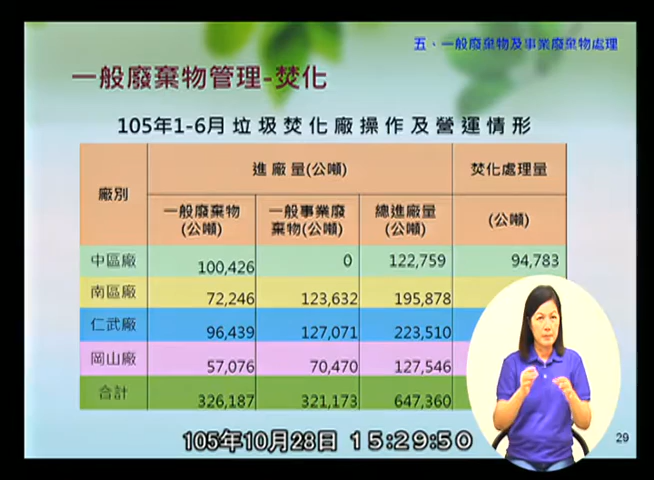 五、一般廢棄物及事業廢棄物處理
一般廢棄物管理-焚化
105年1-6月垃圾焚化廠操作及營運情形
廠別 進廠量(公噸) 焚化處理量
一般廢棄物 一般事業廢 總進廠量 (公噸)
(公噸) 棄物(公噸) (公噸)
中區廠 100,426 0 122,759 94,783
南區廠 72,246 123,632 195,878
仁武廠 96,439 127,071 223,510
岡山廠 57,076 70,470 127,546
合計 326,187 321,173 647,360
105年10月28日 15:29:50
29